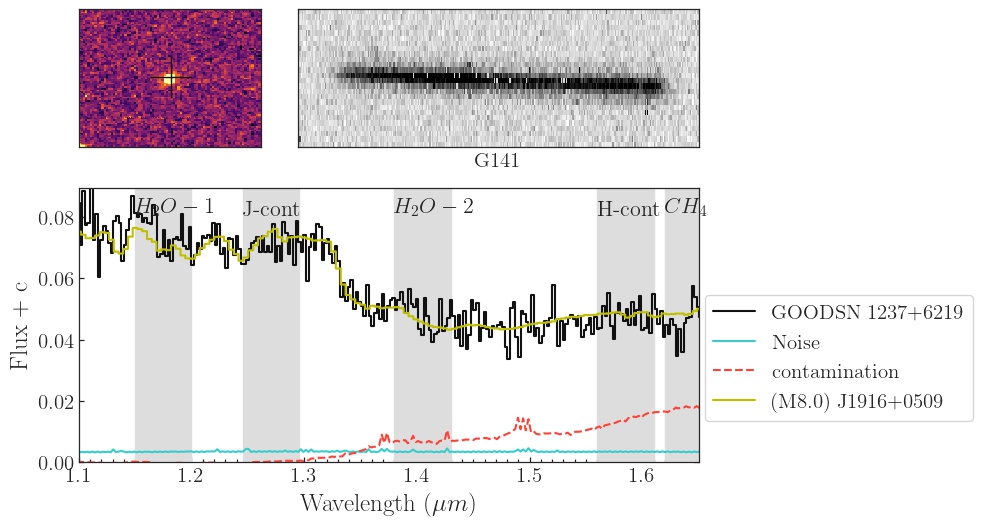 G141
H₂O − 1
J-cont
H₂O − 2
H-cont
CH₄
0.08
0.06
0.04
0.02
0.00
Flux + c
1.1
1.2
1.3
1.4
1.5
1.6
Wavelength (μm)
GOODSN 1237+6219
Noise
contamination
(M8.0) J1916+0509